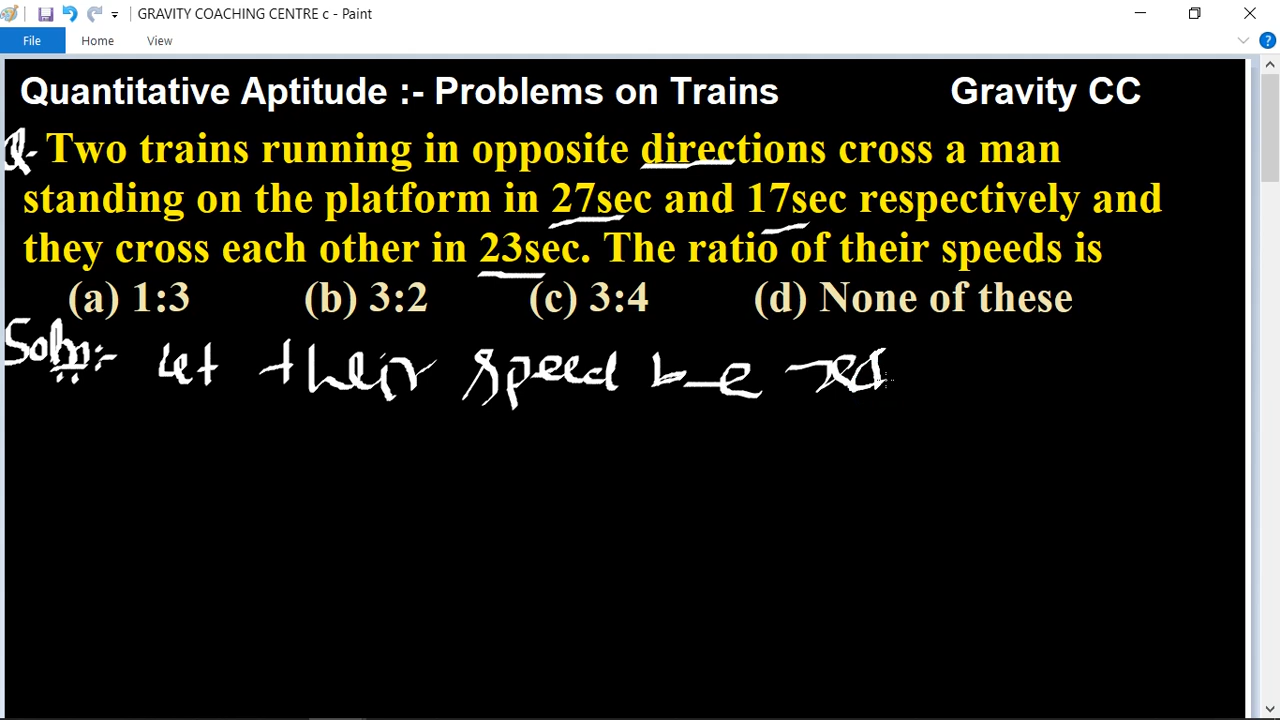 GRAVITY COACHING CENTRE c - Paint
File Home View
Quantitative Aptitude :- Problems on Trains Gravity CC
Q- Two trains running in opposite directions cross a man
standing on the platform in 27sec and 17sec respectively and
they cross each other in 23sec. The ratio of their speeds is
(a) 1:3 (b) 3:2 (c) 3:4 (d) None of these
Soln:- Let their speed be